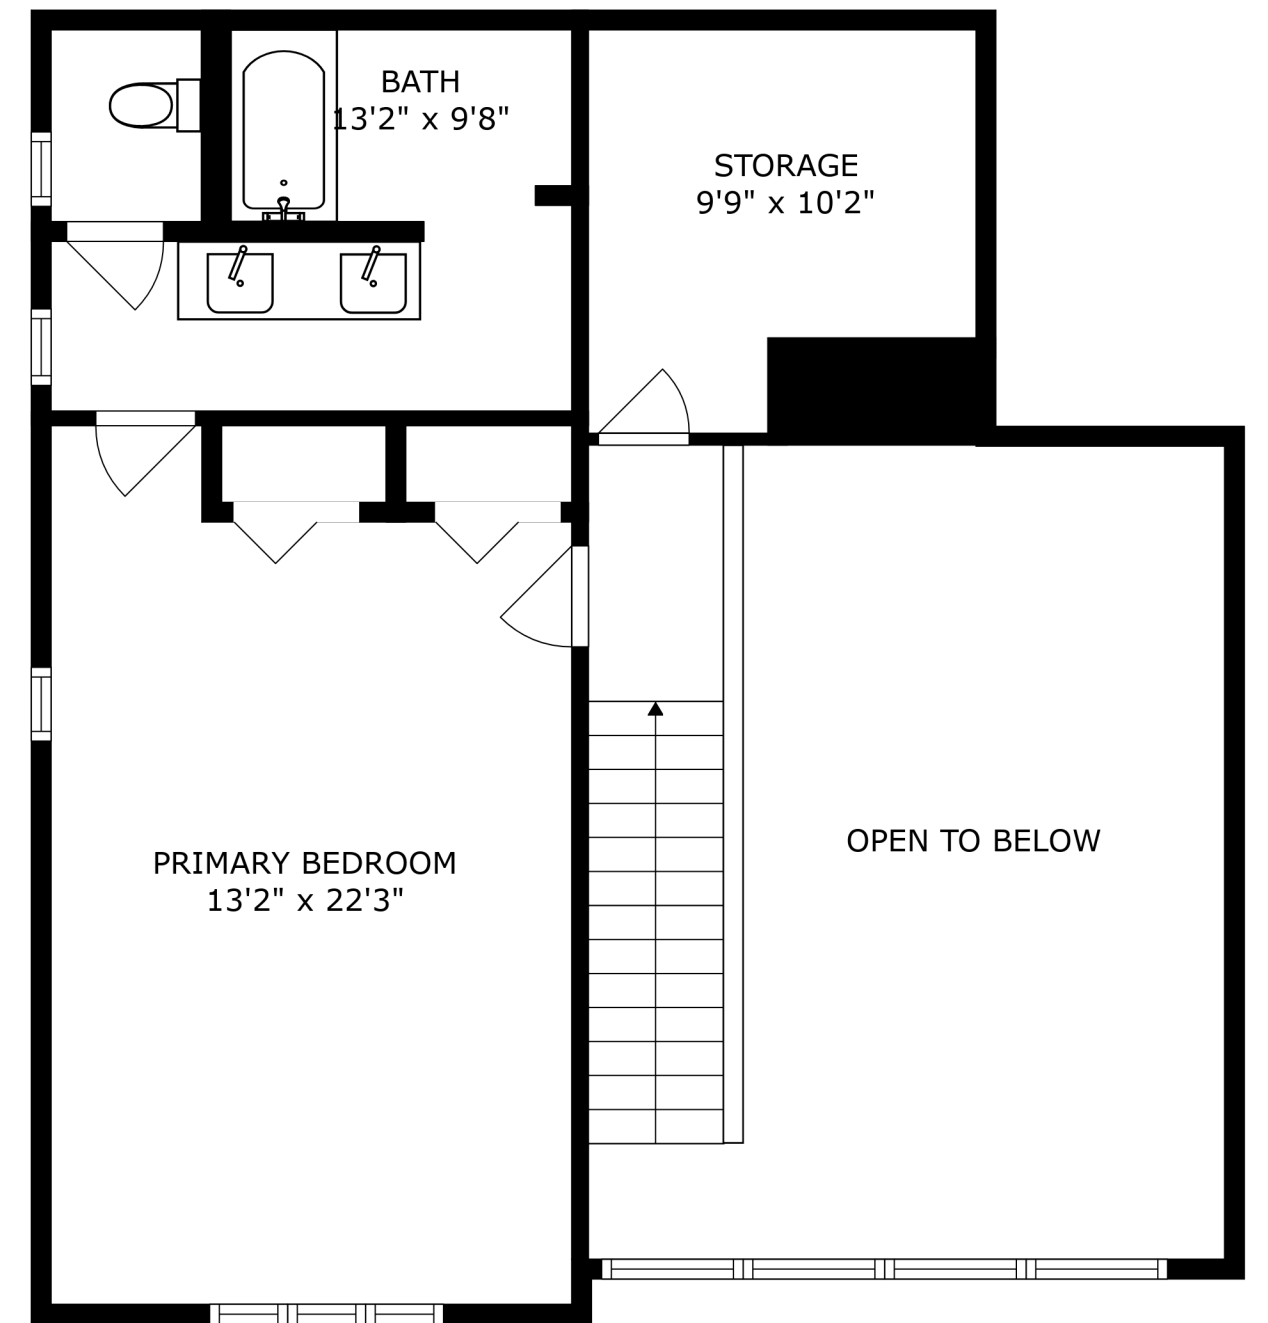 BATH
13'2" x 9'8"
STORAGE
9'9" x 10'2"
OPEN TO BELOW
PRIMARY BEDROOM
13'2" x 22'3"